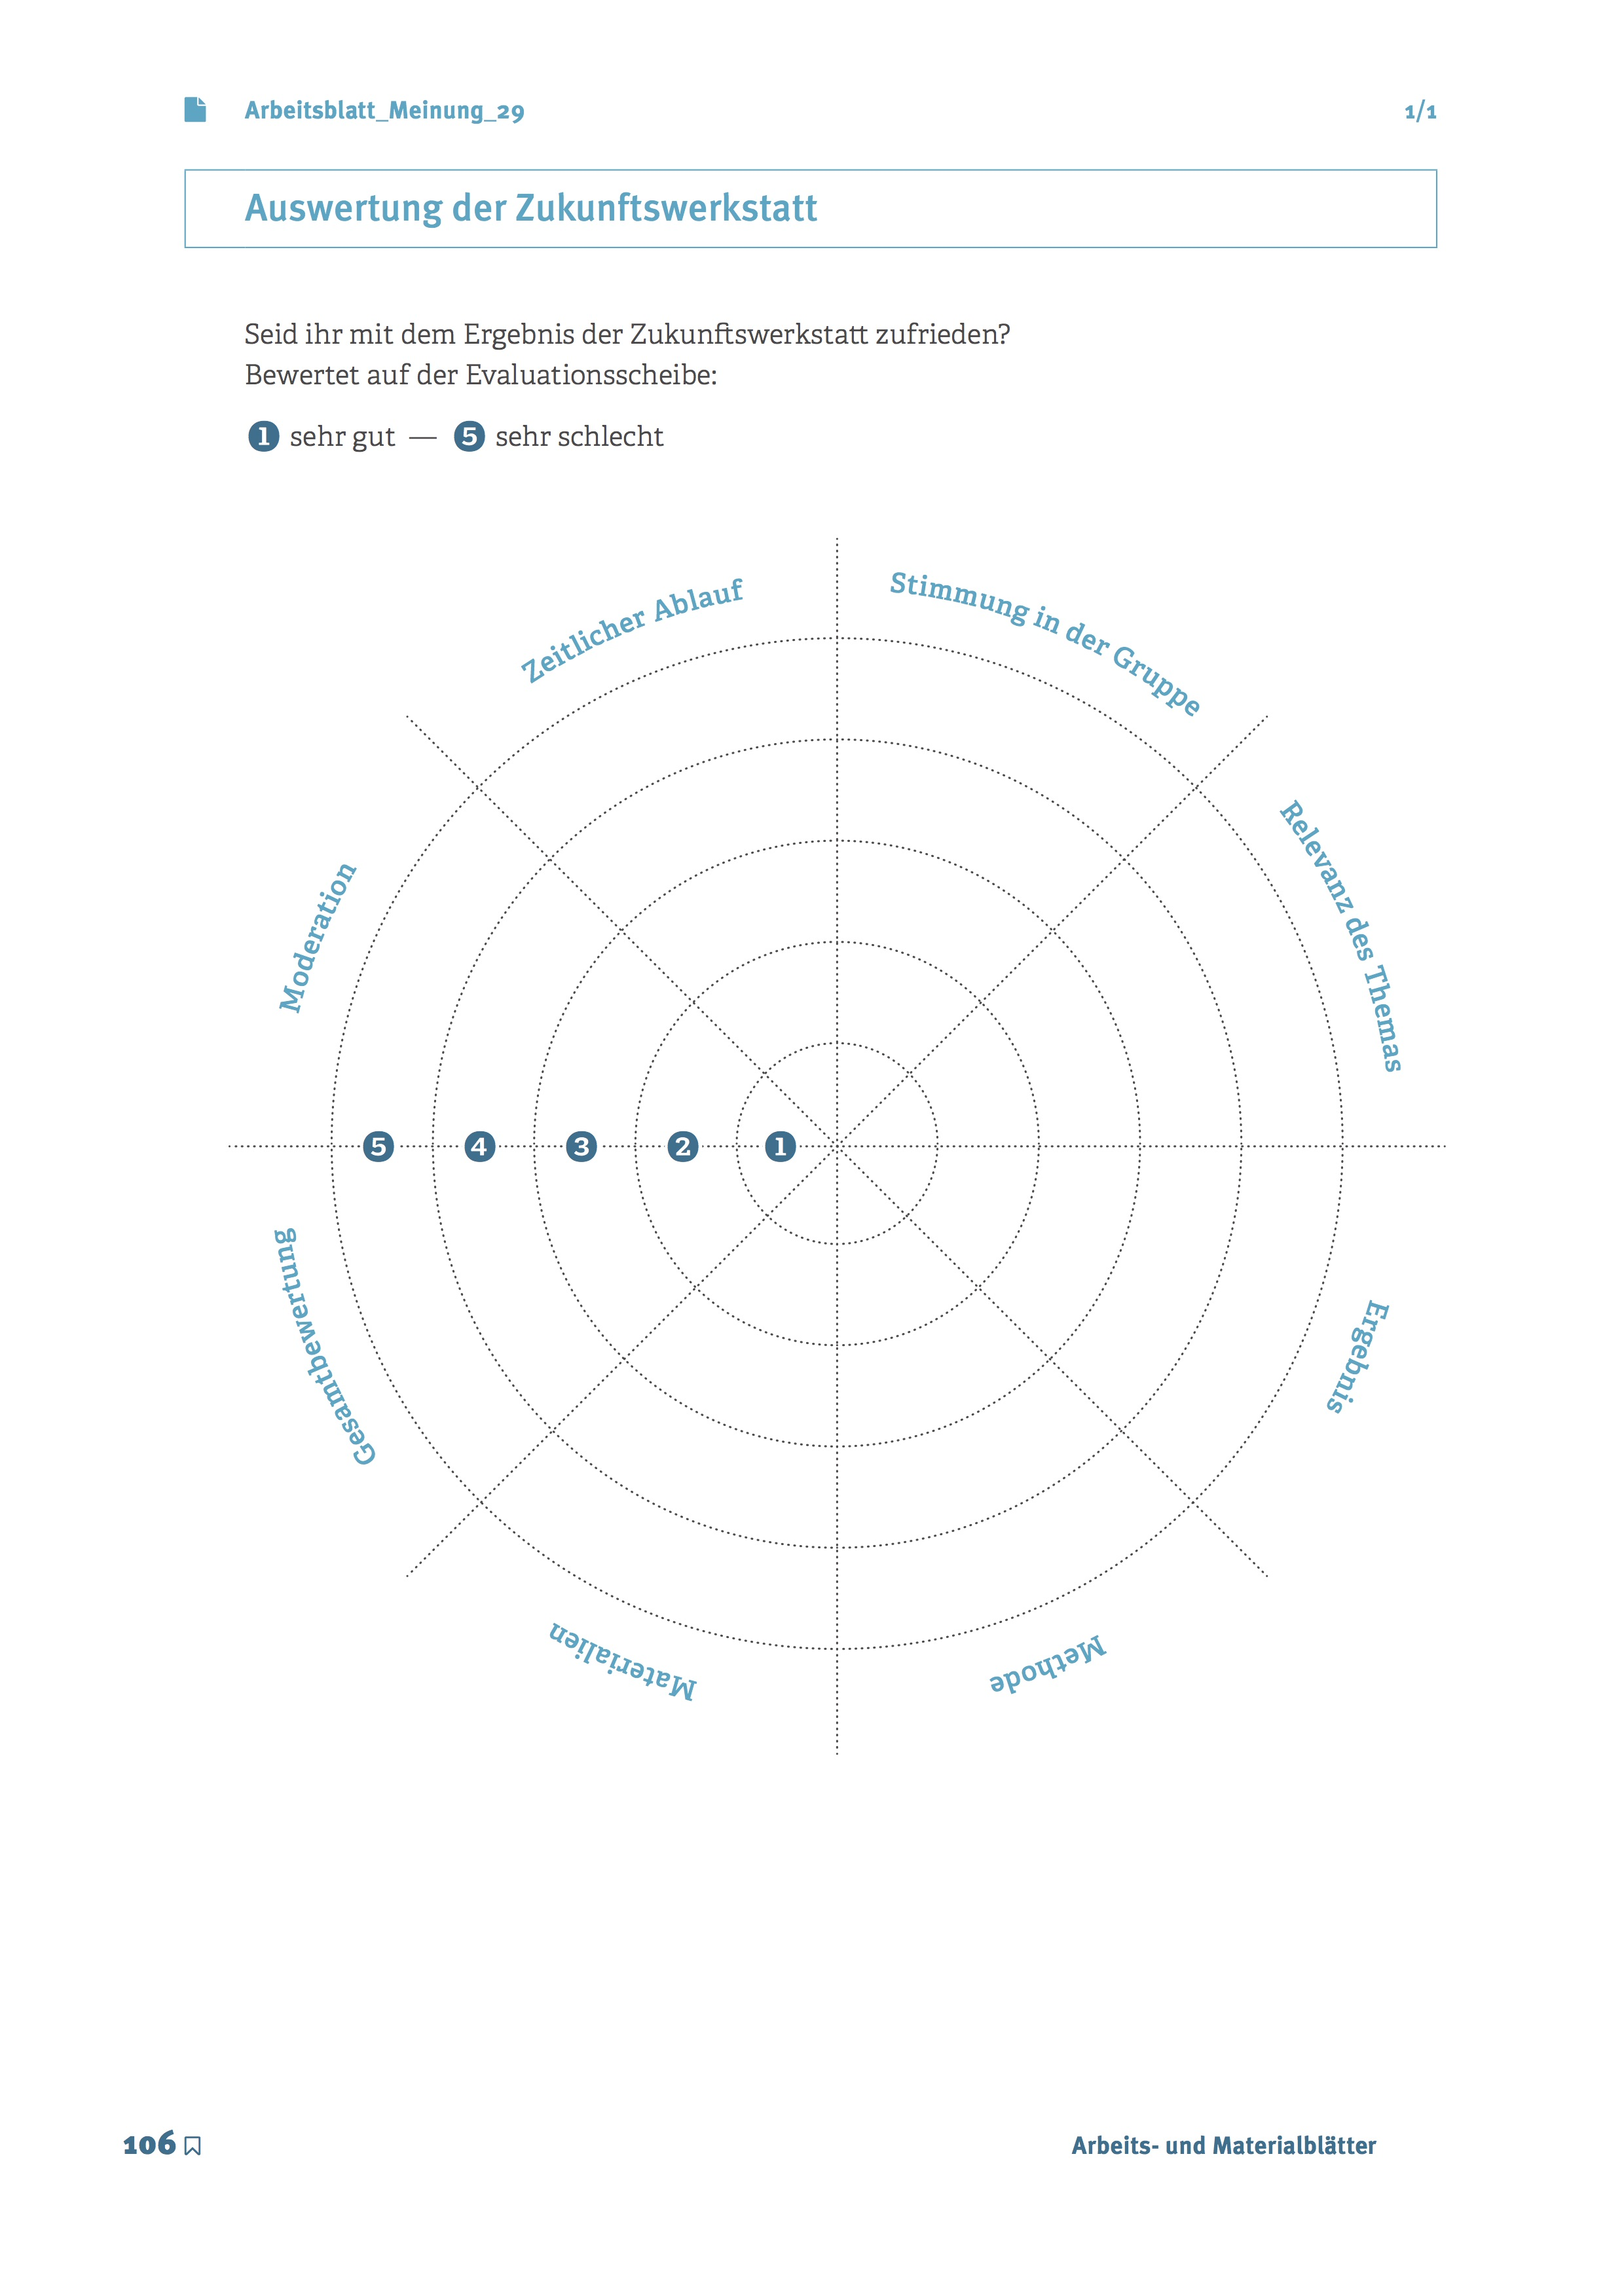 Arbeitsblatt_Meinung_29
1/1
Auswertung der Zukunftswerkstatt
Seid ihr mit dem Ergebnis der Zukunftswerkstatt zufrieden?
Bewertet auf der Evaluationsscheibe:
1 sehr gut — 5 sehr schlecht
Zeitlicher Ablauf
Stimmung in der Gruppe
Relevanz des Themas
Moderation
5 4 3 2 1
Gesamtbewertung
Ergebnis
Materialien
Methode
106
Arbeits- und Materialblätter